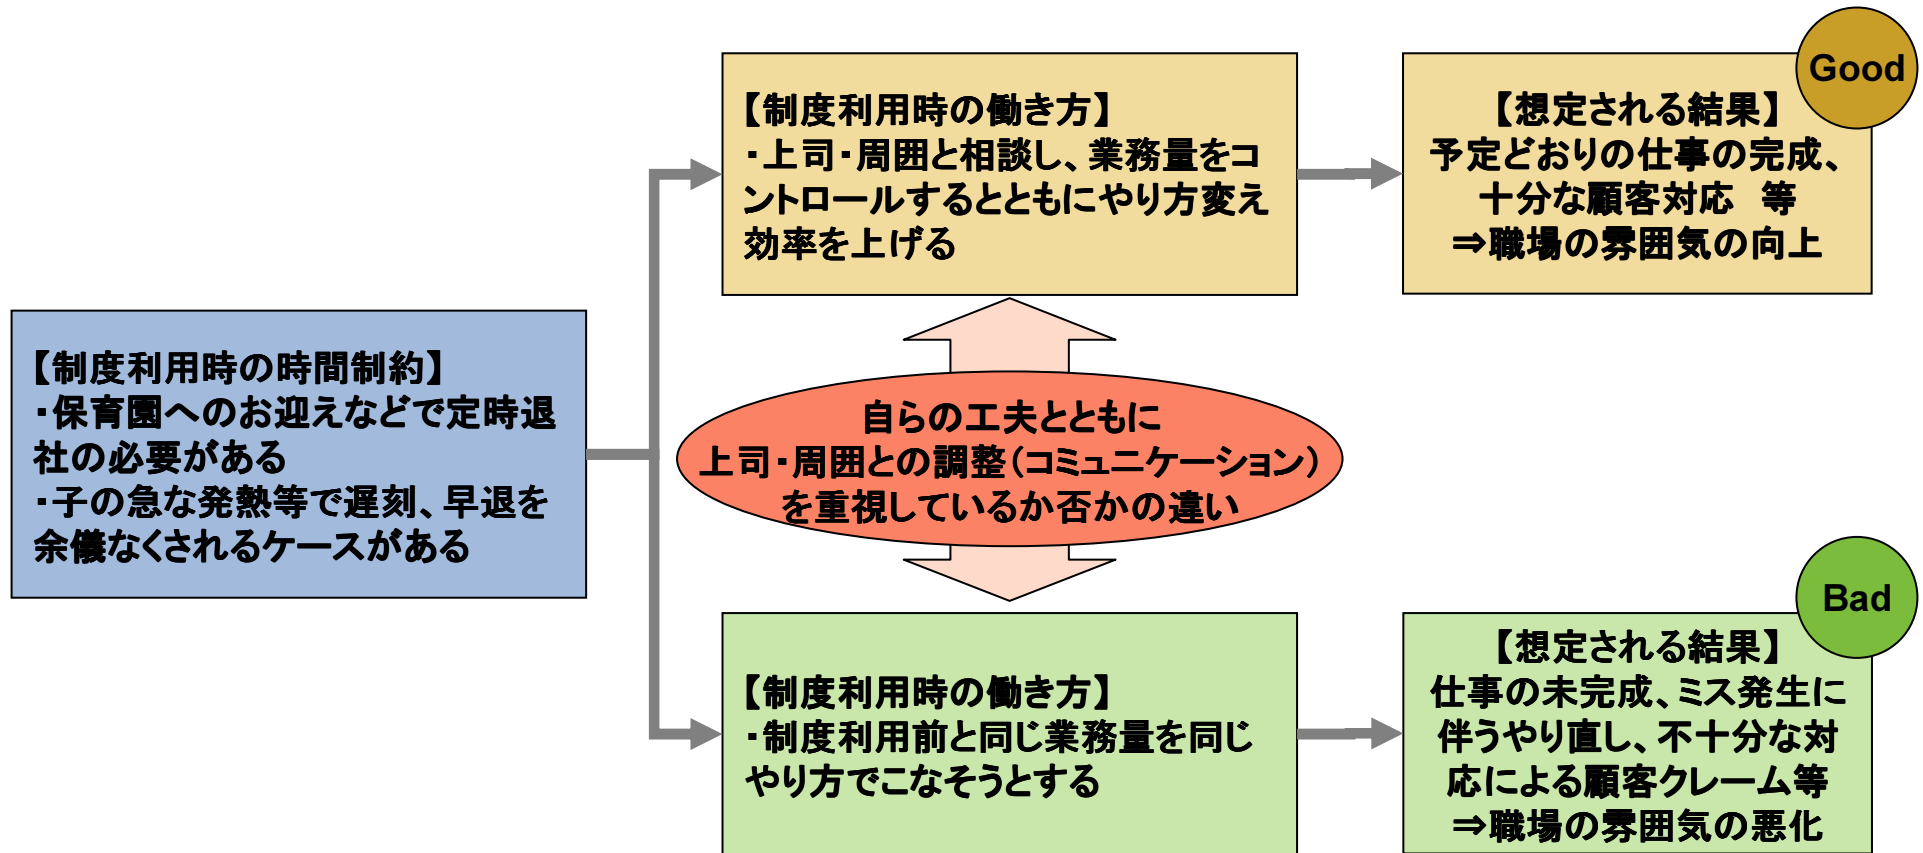 【制度利用時の時間制約】
・保育園へのお迎えなどで定時退
社の必要がある
・子の急な発熱等で遅刻、早退を
余儀なくされるケースがある
【制度利用時の働き方】
・上司・周囲と相談し、業務量をコ
ントロールするとともにやり方変え
効率を上げる
Good
【想定される結果】
予定どおりの仕事の完成、
十分な顧客対応　等
⇒職場の雰囲気の向上
自らの工夫とともに
上司・周囲との調整（コミュニケーション）
を重視しているか否かの違い
【制度利用時の働き方】
・制度利用前と同じ業務量を同じ
やり方でこなそうとする
Bad
【想定される結果】
仕事の未完成、ミス発生に
伴うやり直し、不十分な対
応による顧客クレーム等
⇒職場の雰囲気の悪化